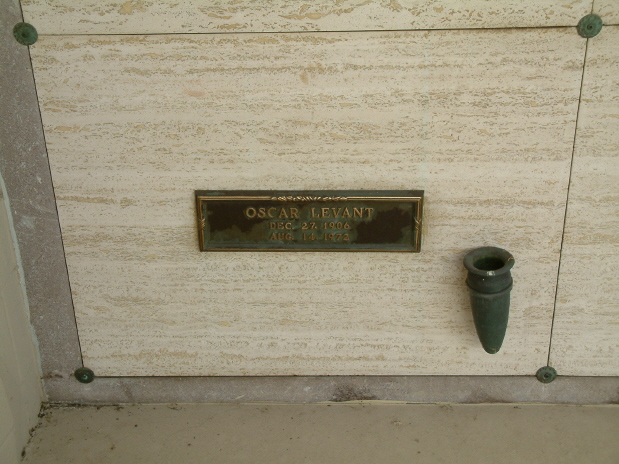 OSCAR LEVANT
DEC. 27, 1906
AUG. 14, 1972